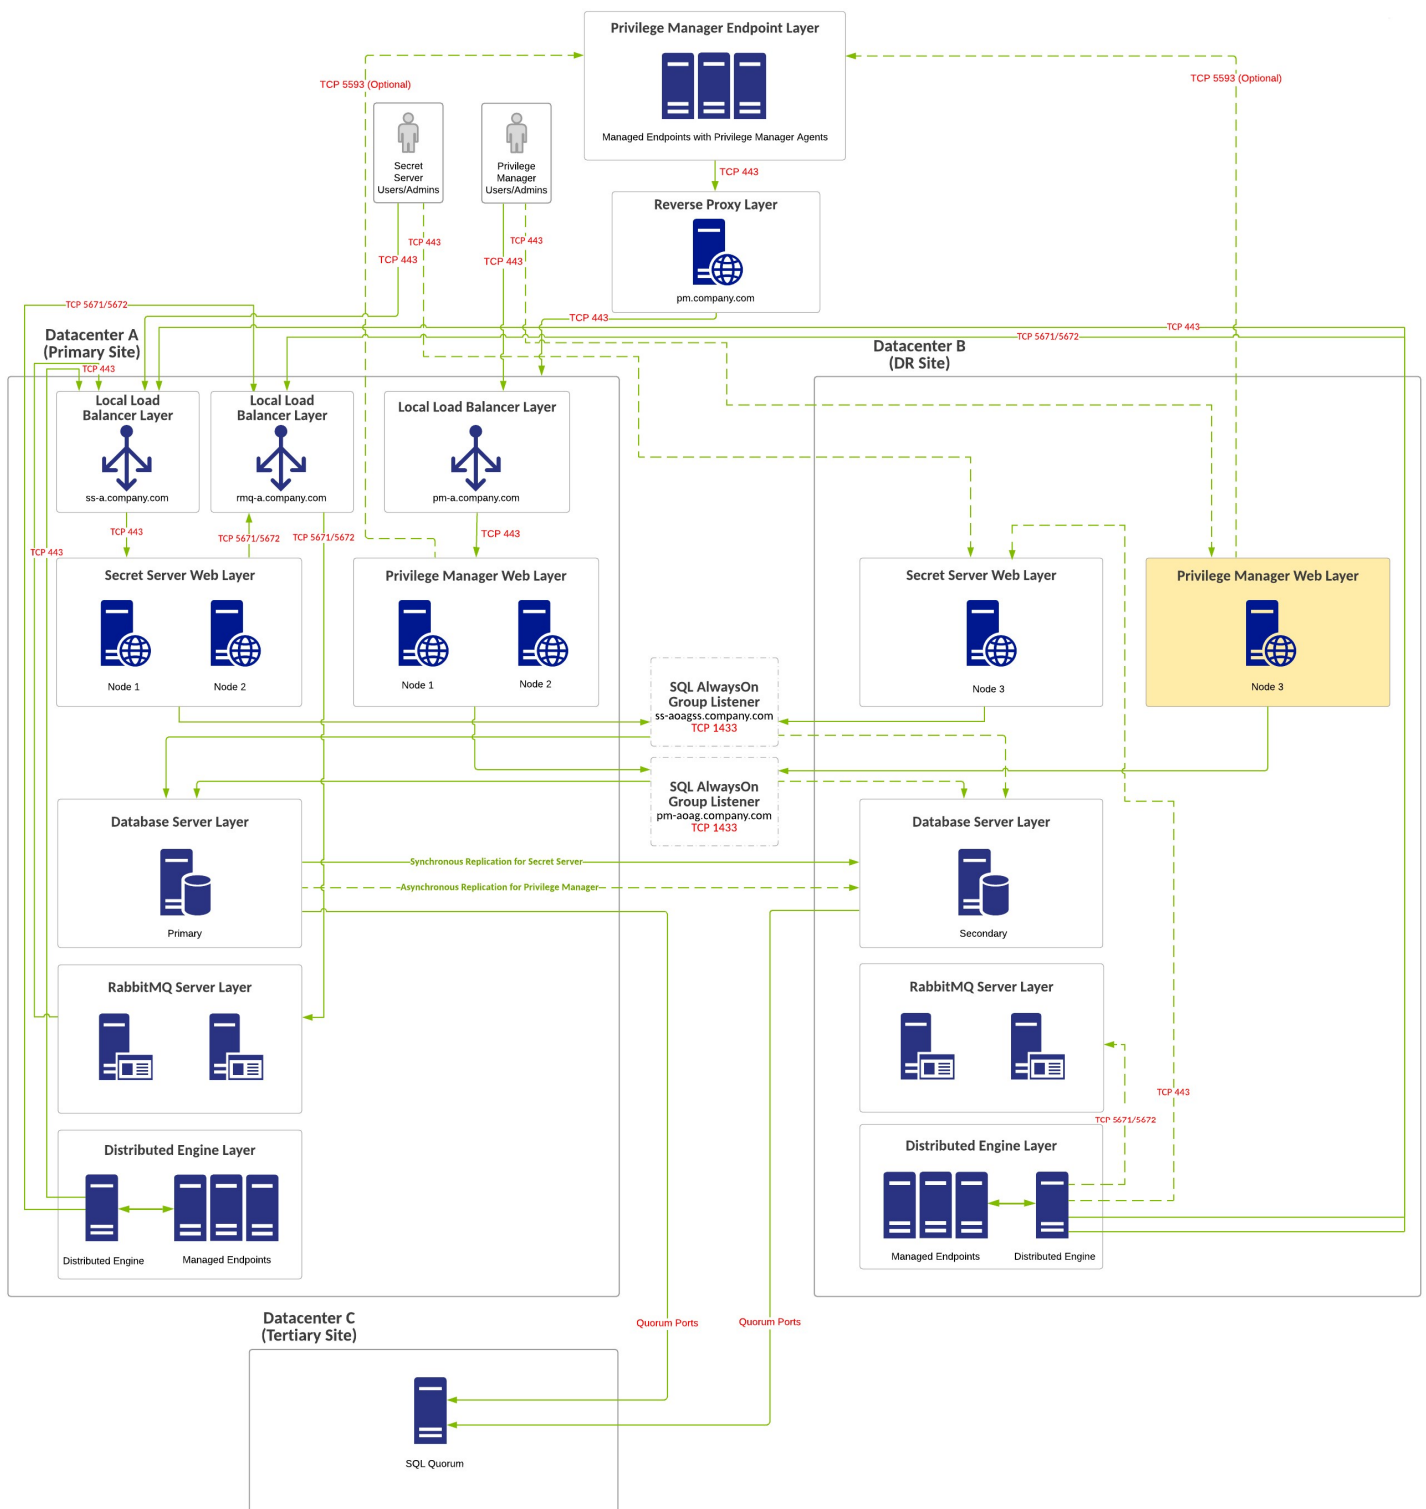 Privilege Manager Endpoint Layer
Managed Endpoints with Privilege Manager Agents
TCP 5593 (Optional)
TCP 5593 (Optional)
Secret
Server
Users/Admins
Privilege
Manager
Users/Admins
TCP 443
Reverse Proxy Layer
pm.company.com
TCP 443
TCP 443
TCP 443
TCP 443
TCP 5671/5672
TCP 443
TCP 443
TCP 5671/5672
Datacenter A
(Primary Site)
TCP 443
Datacenter B
(DR Site)
Local Load
Balancer Layer
ss-a.company.com
Local Load
Balancer Layer
rmq-a.company.com
Local Load Balancer Layer
pm-a.company.com
TCP 443
TCP 443
TCP 5671/5672
TCP 5671/5672
TCP 443
Secret Server Web Layer
Node 1
Node 2
Privilege Manager Web Layer
Node 1
Node 2
Secret Server Web Layer
Node 3
Privilege Manager Web Layer
Node 3
SQL AlwaysOn
Group Listener
ss-aoagss.company.com
TCP 1433
SQL AlwaysOn
Group Listener
pm-aoag.company.com
TCP 1433
Database Server Layer
Primary
Synchronous Replication for Secret Server
Asynchronous Replication for Privilege Manager
Database Server Layer
Secondary
RabbitMQ Server Layer
RabbitMQ Server Layer
TCP 443
TCP 5671/5672
Distributed Engine Layer
Distributed Engine
Managed Endpoints
Distributed Engine Layer
Managed Endpoints
Distributed Engine
Datacenter C
(Tertiary Site)
Quorum Ports
Quorum Ports
SQL Quorum